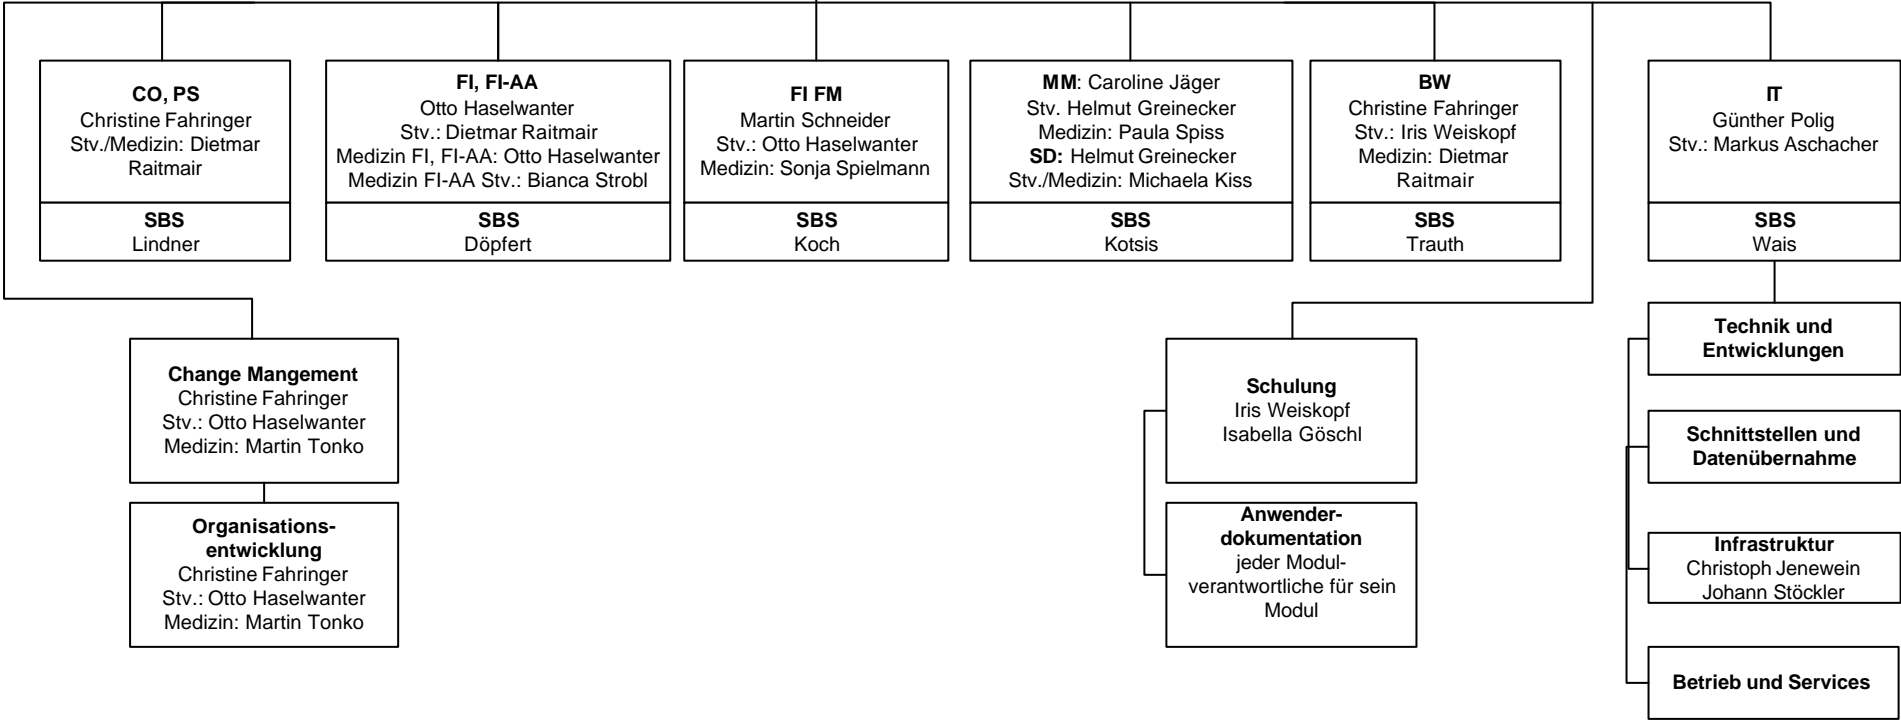 CO, PS
Christine Fahringer
Stv./Medizin: Dietmar
Raitmair
SBS
Lindner
FI, FI-AA
Otto Haselwanter
Stv.: Dietmar Raitmair
Medizin FI, FI-AA: Otto Haselwanter
Medizin FI-AA Stv.: Bianca Strobl
SBS
Döpfert
FI FM
Martin Schneider
Stv.: Otto Haselwanter
Medizin: Sonja Spielmann
SBS
Koch
MM: Caroline Jäger
Stv. Helmut Greinecker
Medizin: Paula Spiss
SD: Helmut Greinecker
Stv./Medizin: Michaela Kiss
SBS
Kotsis
BW
Christine Fahringer
Stv.: Iris Weiskopf
Medizin: Dietmar
Raitmair
SBS
Trauth
IT
Günther Polig
Stv.: Markus Aschacher
SBS
Wais
Change Mangement
Christine Fahringer
Stv.: Otto Haselwanter
Medizin: Martin Tonko
Organisations-
entwicklung
Christine Fahringer
Stv.: Otto Haselwanter
Medizin: Martin Tonko
Schulung
Iris Weiskopf
Isabella Göschl
Anwender-
dokumentation
jeder Modul-
verantwortliche für sein
Modul
Technik und
Entwicklungen
Schnittstellen und
Datenübernahme
Infrastruktur
Christoph Jenewein
Johann Stöckler
Betrieb und Services